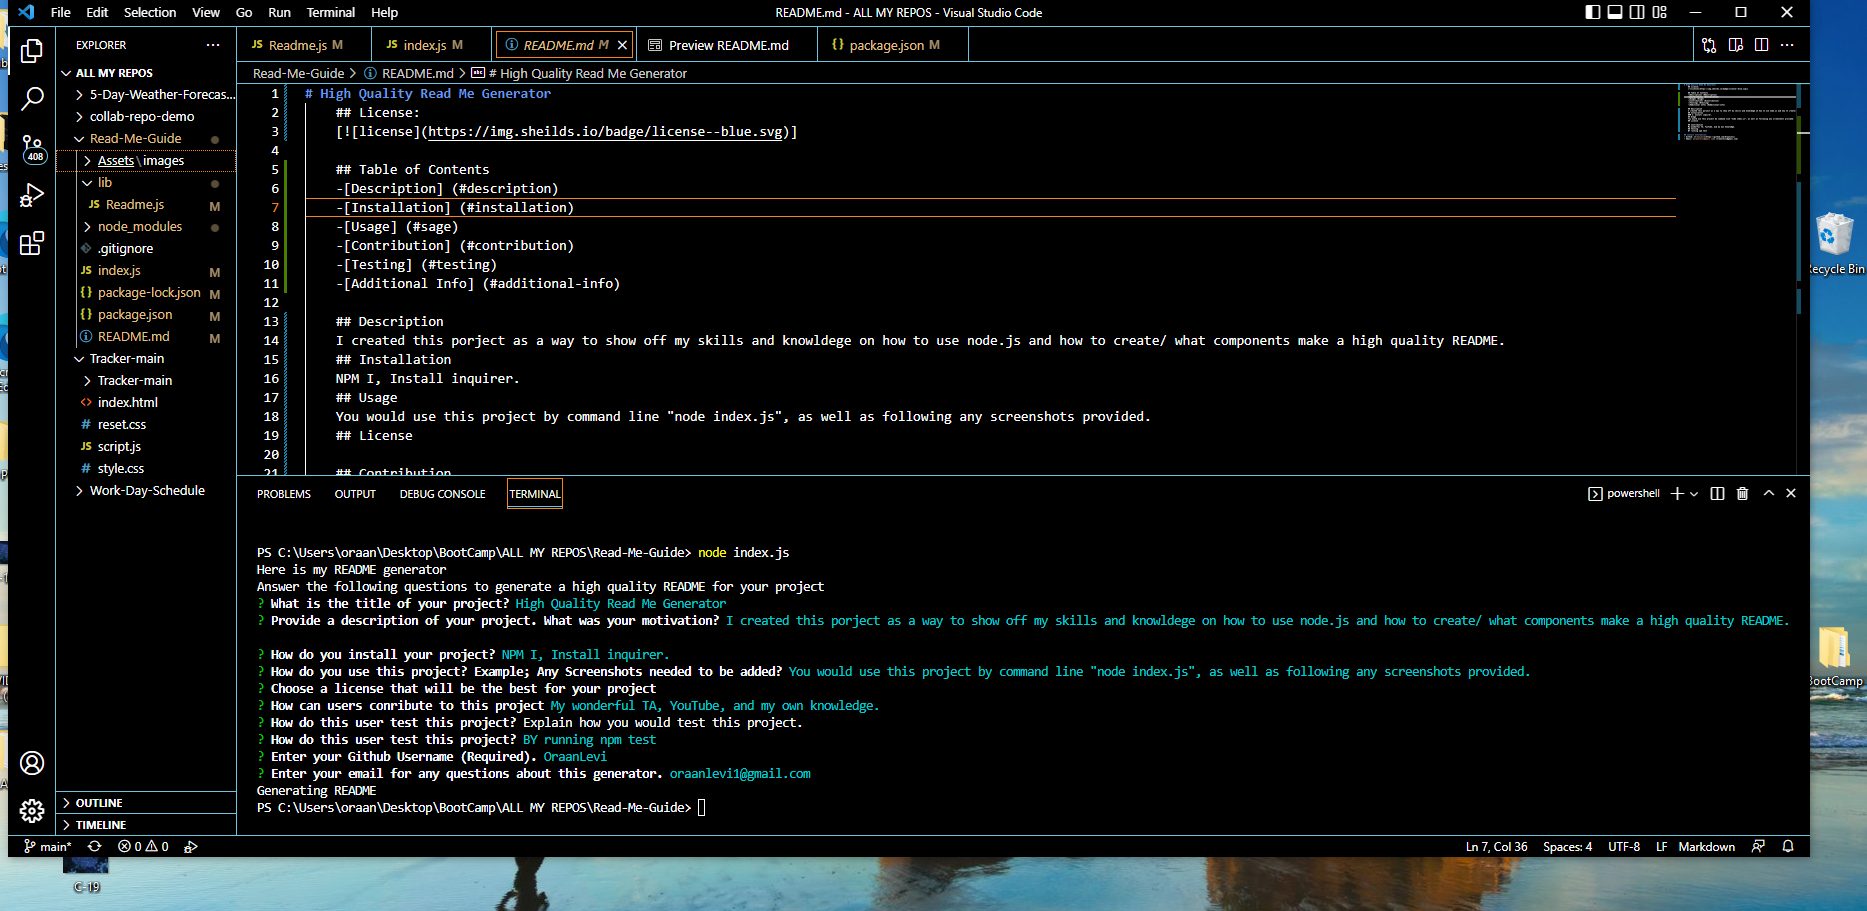 File Edit Selection View Go Run Terminal Help README.md - ALL MY REPOS - Visual Studio Code
EXPLORER
ALL MY REPOS
5-Day-Weather-Forecas...
collab-repo-demo
Read-Me-Guide
Assets\images
lib
JS Readme.js M
node_modules
.gitignore
JS index.js M
{} package-lock.json M
{} package.json M
README.md M
Tracker-main
Tracker-main
<> index.html
# reset.css
JS script.js
# style.css
Work-Day-Schedule
OUTLINE
TIMELINE
408
JS Readme.js M JS index.js M README.md M Preview README.md {} package.json M
Read-Me-Guide > README.md > # High Quality Read Me Generator
1 # High Quality Read Me Generator
2 ## License:
3 [![license](https://img.sheilds.io/badge/license--blue.svg)]
4
5 ## Table of Contents
6 -[Description] (#description)
7 -[Installation] (#installation)
8 -[Usage] (#sage)
9 -[Contribution] (#contribution)
10 -[Testing] (#testing)
11 -[Additional Info] (#additional-info)
12
13 ## Description
14 I created this porject as a way to show off my skills and knowldege on how to use node.js and how to create/ what components make a high quality README.
15 ## Installation
16 NPM I, Install inquirer.
17 ## Usage
18 You would use this project by command line "node index.js", as well as following any screenshots provided.
19 ## License
20
21 ## Contribution
PROBLEMS OUTPUT DEBUG CONSOLE TERMINAL powershell
PS C:\Users\oraan\Desktop\BootCamp\ALL MY REPOS\Read-Me-Guide> node index.js
Here is my README generator
Answer the following questions to generate a high quality README for your project
? What is the title of your project? High Quality Read Me Generator
? Provide a description of your project. What was your motivation? I created this porject as a way to show off my skills and knowldege on how to use node.js and how to create/ what components make a high quality README.
? How do you install your project? NPM I, Install inquirer.
? How do you use this project? Example; Any Screenshots needed to be added? You would use this project by command line "node index.js", as well as following any screenshots provided.
? Choose a license that will be the best for your project
? How can users conribute to this project My wonderful TA, YouTube, and my own knowledge.
? How do this user test this project? Explain how you would test this project.
? How do this user test this project? BY running npm test
? Enter your Github Username (Required). OraanLevi
? Enter your email for any questions about this generator. oraanlevi1@gmail.com
Generating README
PS C:\Users\oraan\Desktop\BootCamp\ALL MY REPOS\Read-Me-Guide>
main* 0 0 Ln 7, Col 36 Spaces: 4 UTF-8 LF Markdown
Recycle Bin
BootCamp
C-19